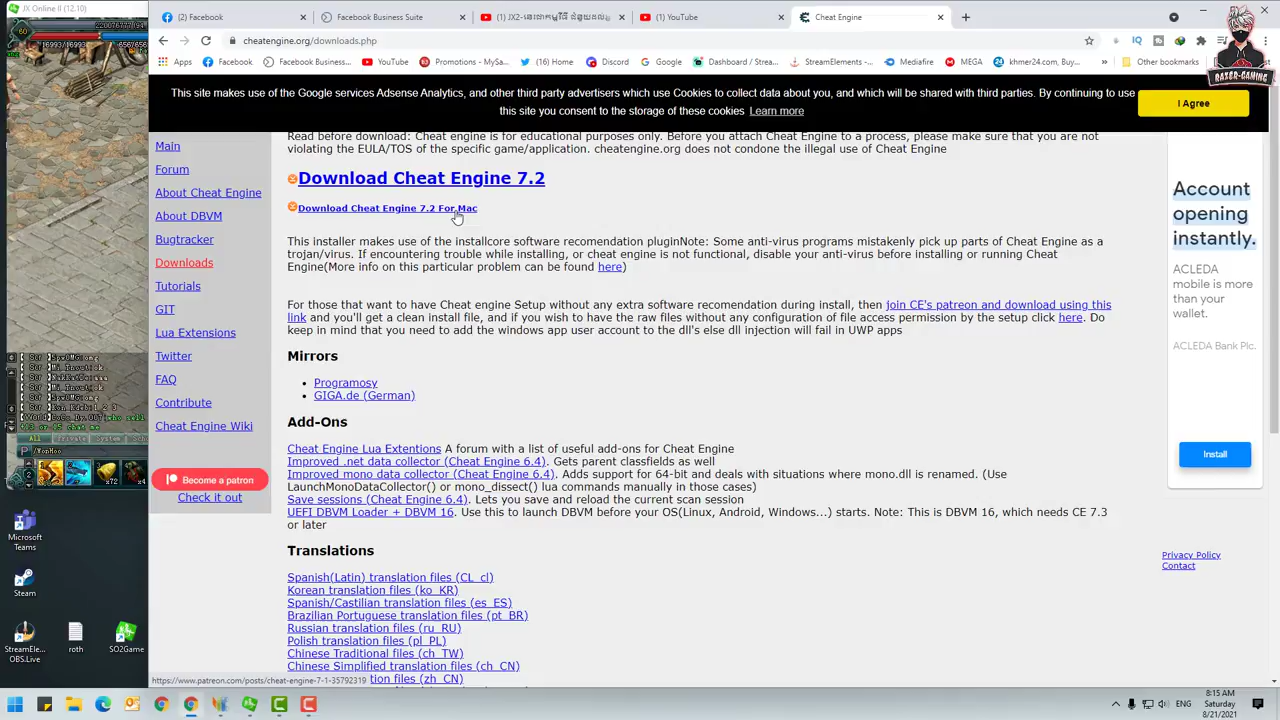 JX Online II (12.10)
(2) Facebook
Facebook Business Suite
YouTube
Cheat Engine
cheatengine.org/downloads.php
Apps
Facebook
Facebook Business...
YouTube
Promotions - MySa...
(16) Home
Discord
Google
Dashboard / Strea...
StreamElements -...
Mediafire
MEGA
khmer24.com, Buy...
Other bookmarks
RAZER-GAMING
60
16993/16993
656/656
This site makes use of the Google services Adsense Analytics, and other third party advertisers which use Cookies to collect data about you, and which will serve third parties. By continuing to use
this site you consent to the storage of these cookies Learn more
I Agree
Read before download: Cheat engine is for educational purposes only. Before you attach Cheat Engine to a process, please make sure that you are not
violating the EULA/TOS of the specific game/application. cheatengine.org does not condone the illegal use of Cheat Engine
Main
Forum
About Cheat Engine
About DBVM
Bugtracker
Downloads
Tutorials
GIT
Lua Extensions
Twitter
FAQ
Contribute
Cheat Engine Wiki
Become a patron
Check it out
Download Cheat Engine 7.2
Download Cheat Engine 7.2 For Mac
This installer makes use of the installcore software recomendation pluginNote: Some anti-virus programs mistakenly pick up parts of Cheat Engine as a
trojan/virus. If encountering trouble while installing, or cheat engine is not functional, disable your anti-virus before installing or running Cheat
Engine(More info on this particular problem can be found here)
For those that want to have Cheat engine Setup without any extra software recomendation during install, then join CE's patreon and download using this
link and you'll get a clean install file, and if you wish to have the raw files without any configuration of file access permission by the setup click here. Do
keep in mind that you need to add the windows app user account to the dll's else dll injection will fail in UWP apps
Mirrors
Programosy
GIGA.de (German)
Add-Ons
Cheat Engine Lua Extentions A forum with a list of useful add-ons for Cheat Engine
Improved .net data collector (Cheat Engine 6.4). Gets parent classfields as well
Improved mono data collector (Cheat Engine 6.4). Adds support for 64-bit and deals with situations where mono.dll is renamed. (Use
LaunchMonoDataCollector() or mono_dissect() lua commands manually in those cases)
Save sessions (Cheat Engine 6.4). Lets you save and reload the current scan session
UEFI DBVM Loader + DBVM 16. Use this to launch DBVM before your OS(Linux, Android, Windows...) starts. Note: This is DBVM 16, which needs CE 7.3
or later
Translations
Spanish(Latin) translation files (CL_cl)
Korean translation files (ko_KR)
Spanish/Castilian translation files (es_ES)
Brazilian Portuguese translation files (pt_BR)
Russian translation files (ru_RU)
Polish translation files (pl_PL)
Chinese Traditional files (ch_TW)
Chinese Simplified translation files (ch_CN)
tion files (zh_CN)
https://www.patreon.com/posts/cheat-engine-7-1-35792319
Account
opening
instantly.
ACLEDA
mobile is more
than your
wallet.
ACLEDA Bank Plc.
Install
Privacy Policy
Contact
All Private System
x72
x4
Microsoft
Teams
Steam
StreamEle...
OBS.Live
roth
SO2Game
ENG
8:15 AM
Saturday
8/21/2021